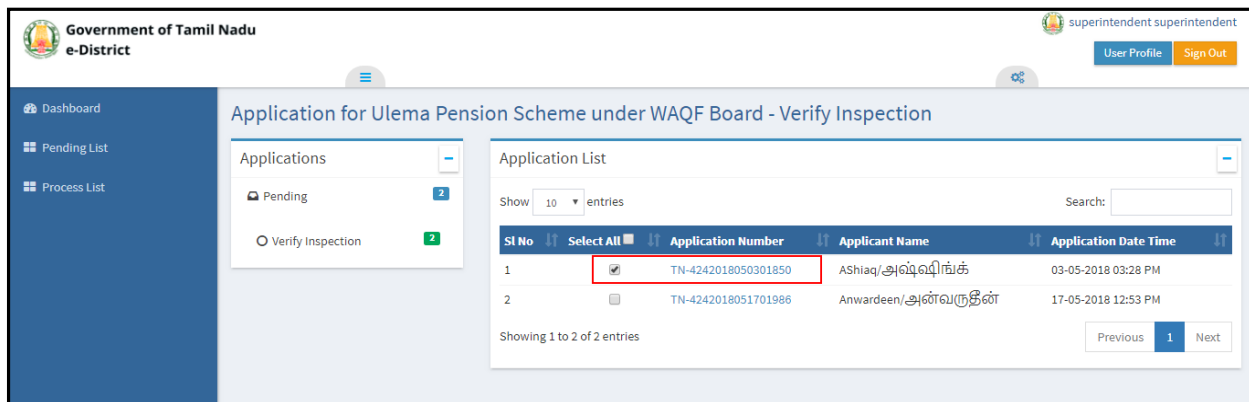 Government of Tamil Nadu
e-District
superintendent superintendent
User Profile
Sign Out
Dashboard
Pending List
Process List
Application for Ulema Pension Scheme under WAQF Board - Verify Inspection
Applications
Pending 2
Verify Inspection 2
Application List
Show 10 entries
Search:
Sl No Select All Application Number Applicant Name Application Date Time
1 TN-4242018050301850 AShiaq/அஷ்ஷிங்க் 03-05-2018 03:28 PM
2 TN-4242018051701986 Anwardeen/அன்வருதீன் 17-05-2018 12:53 PM
Showing 1 to 2 of 2 entries
Previous 1 Next